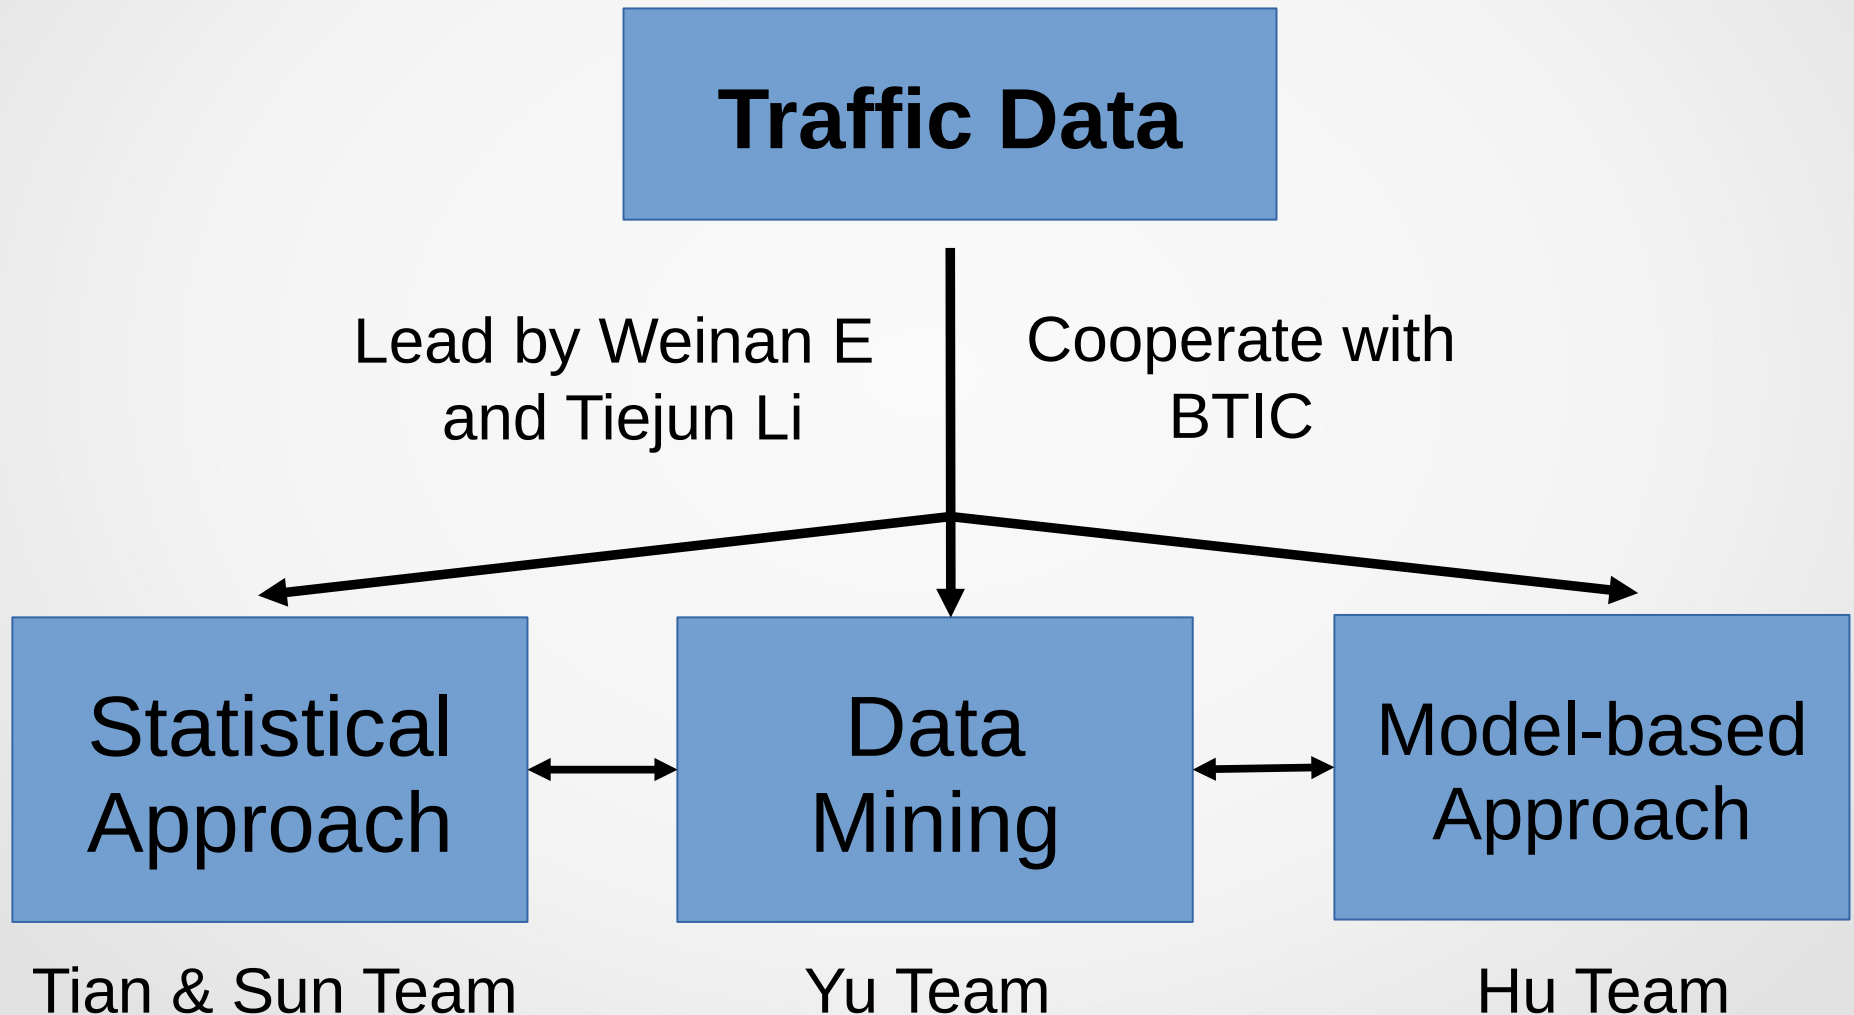 Traffic Data
Lead by Weinan E
and Tiejun Li
Cooperate with
BTIC
Statistical
Approach
Data
Mining
Model-based
Approach
Tian & Sun Team
Yu Team
Hu Team